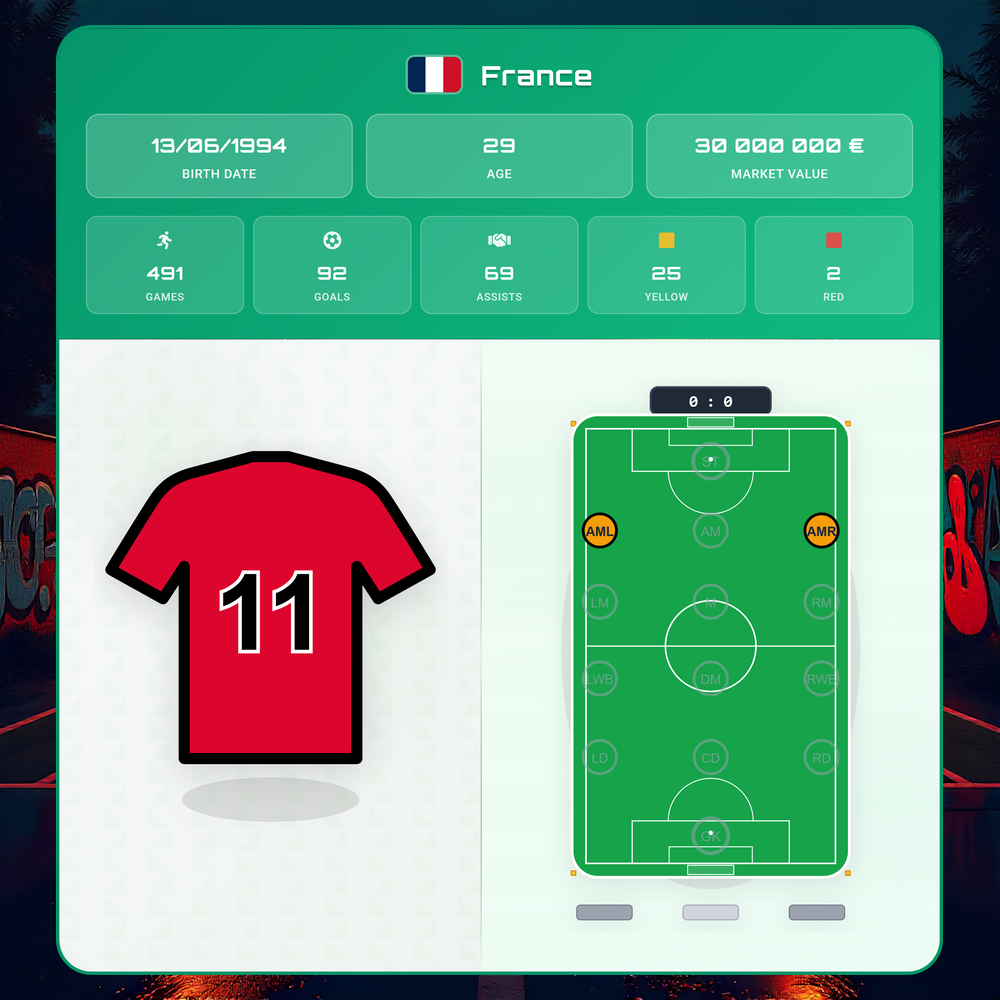 France
13/06/1994
BIRTH DATE
29
AGE
30 000 000 €
MARKET VALUE
491
GAMES
92
GOALS
69
ASSISTS
25
YELLOW
2
RED
11
0 : 0
ST
AML
AM
AMR
LM
M
RM
LWB
DM
RWB
LD
CD
RD
GK